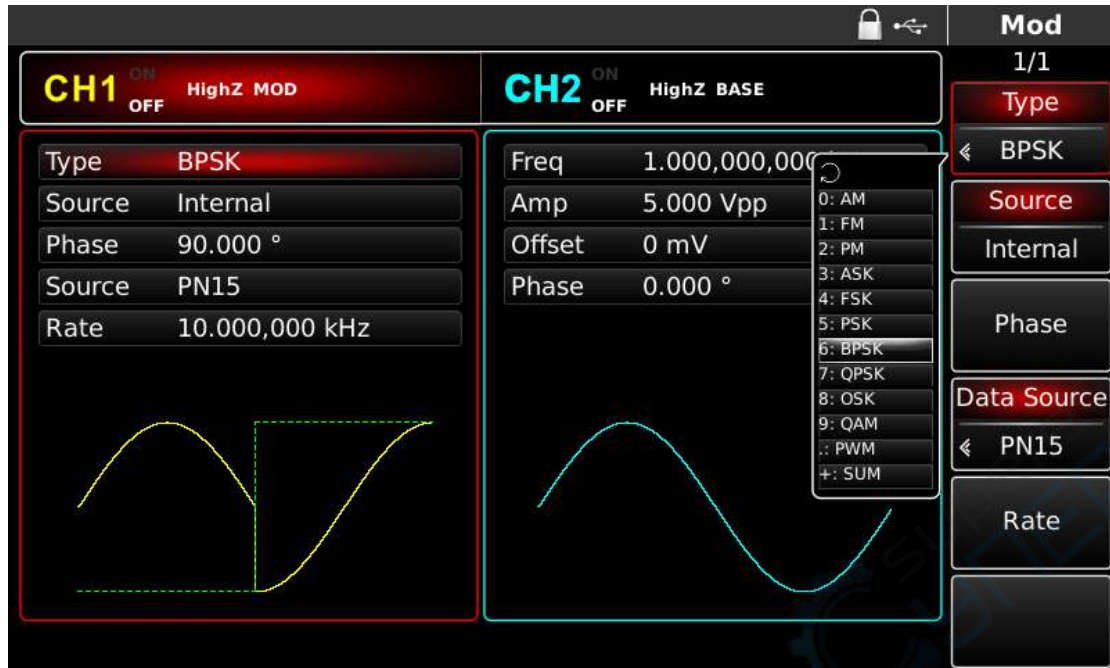 Mod
1/1
CH1 ON OFF HighZ MOD
CH2 ON OFF HighZ BASE
Type BPSK
Source Internal
Phase 90.000 °
Source PN15
Rate 10.000,000 kHz
Freq 1.000,000,000
Amp 5.000 Vpp
Offset 0 mV
Phase 0.000 °
0: AM
1: FM
2: PM
3: ASK
4: FSK
5: PSK
6: BPSK
7: QPSK
8: OSK
9: QAM
.: PWM
+: SUM
Type
BPSK
Source
Internal
Phase
Data Source
PN15
Rate